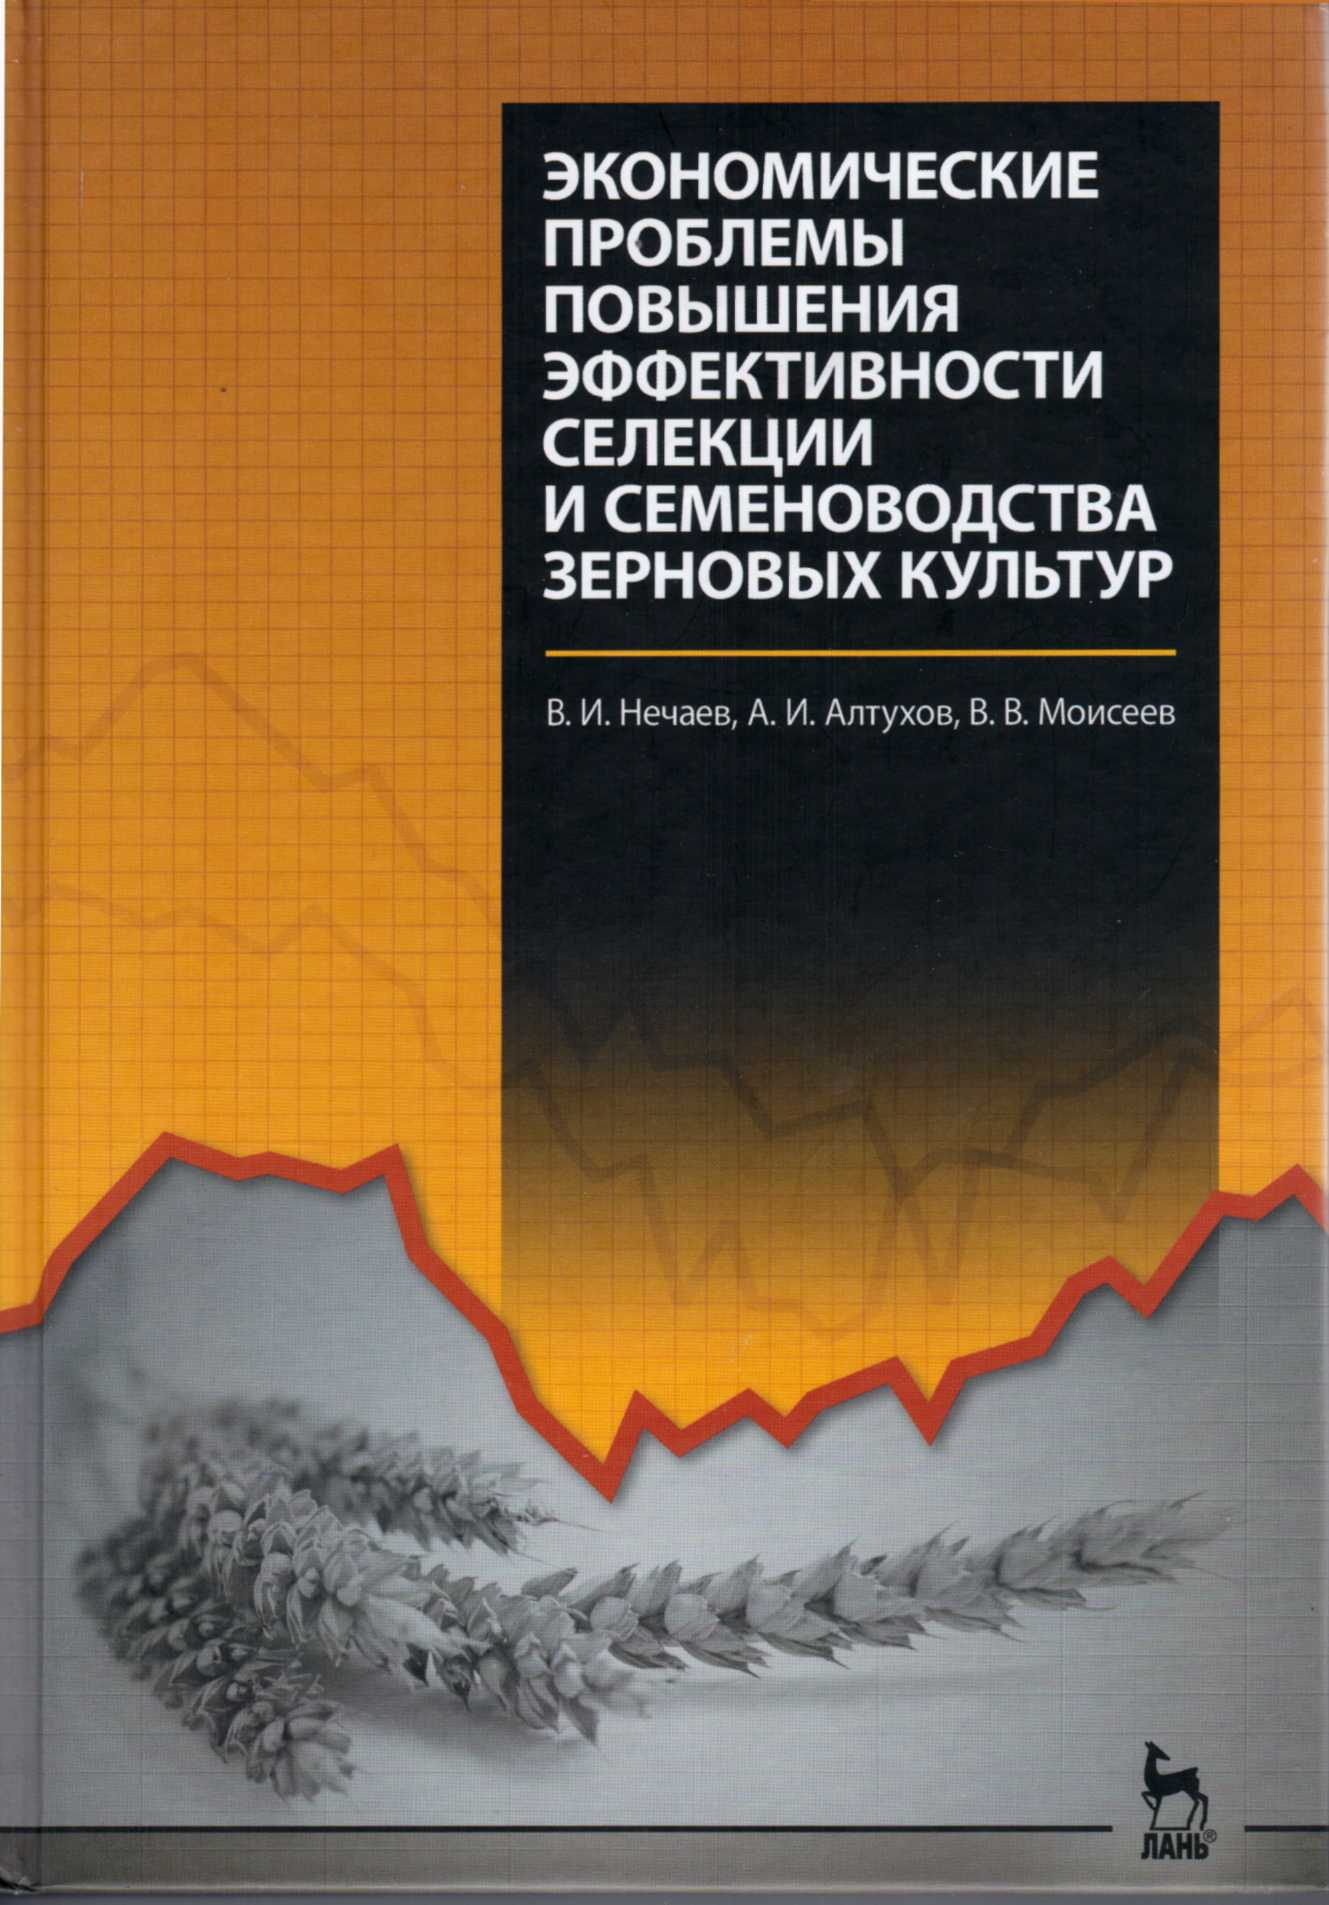 ЭКОНОМИЧЕСКИЕ
ПРОБЛЕМЫ
ПОВЫШЕНИЯ
ЭФФЕКТИВНОСТИ
СЕЛЕКЦИИ
И СЕМЕНОВОДСТВА
ЗЕРНОВЫХ КУЛЬТУР
В. И. Нечаев, А. И. Алтухов, В. В. Моисеев
ЛАНЬ®